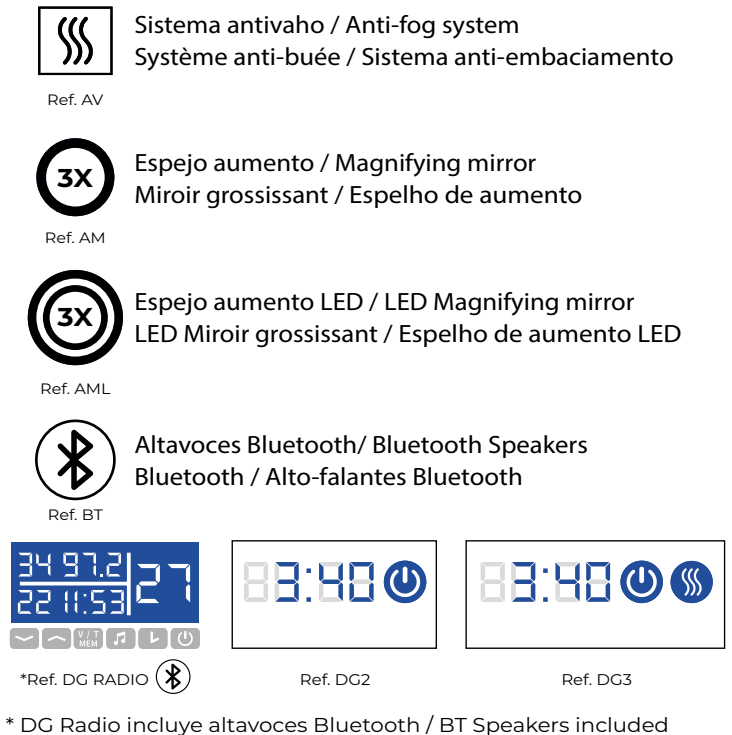 Sistema antivaho / Anti-fog system
Système anti-buée / Sistema anti-embaciamento
Ref. AV
3X
Espejo aumento / Magnifying mirror
Miroir grossissant / Espelho de aumento
Ref. AM
3X
Espejo aumento LED / LED Magnifying mirror
LED Miroir grossissant / Espelho de aumento LED
Ref. AML
Altavoces Bluetooth/ Bluetooth Speakers
Bluetooth / Alto-falantes Bluetooth
Ref. BT
34 97.2
22 11:53
27
V / T
MEM
3:40
3:40
*Ref. DG RADIO
Ref. DG2
Ref. DG3
* DG Radio incluye altavoces Bluetooth / BT Speakers included